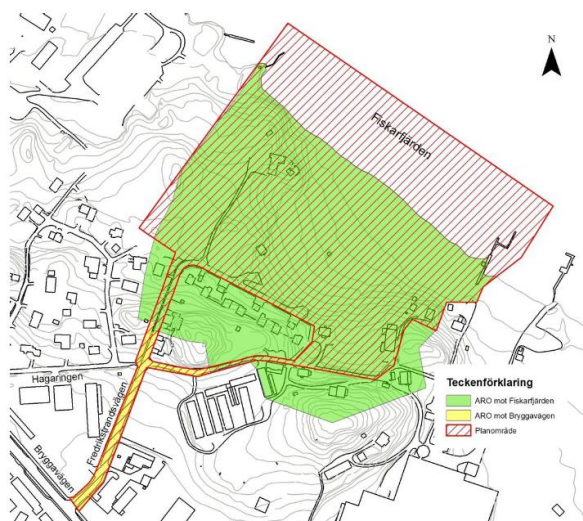 N
Fiskarfjärden
Hagaringen
Fredrikstrandsvägen
Bryggavägen
Teckenförklaring
ARO mot Fiskarfjärden
ARO mot Bryggavägen
Planområde